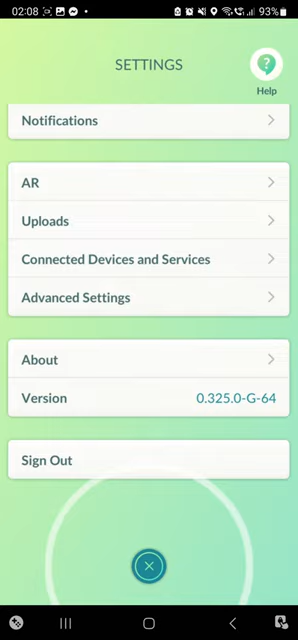 02:08
93%
SETTINGS
?
Help
Notifications
AR
Uploads
Connected Devices and Services
Advanced Settings
About
Version 0.325.0-G-64
Sign Out